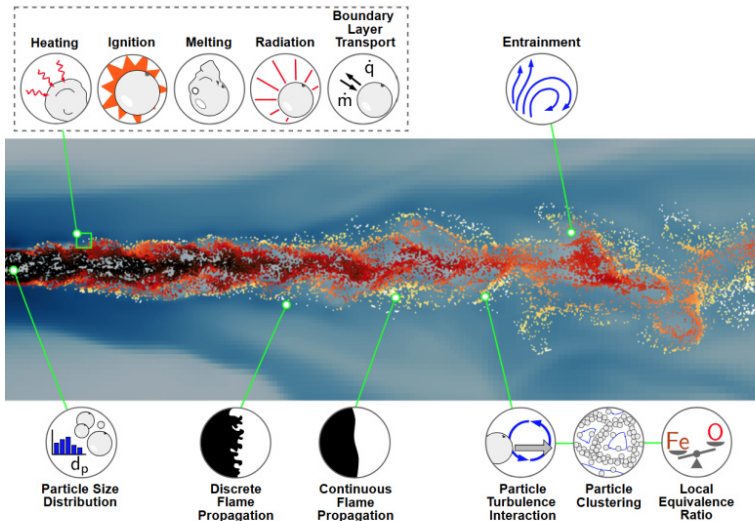 Heating
Ignition
Melting
Radiation
Boundary
Layer
Transport
q̇
ṁ
Entrainment
dp
Particle Size
Distribution
Discrete
Flame
Propagation
Continuous
Flame
Propagation
Particle
Turbulence
Interaction
Particle
Clustering
Fe
O
Local
Equivalence
Ratio